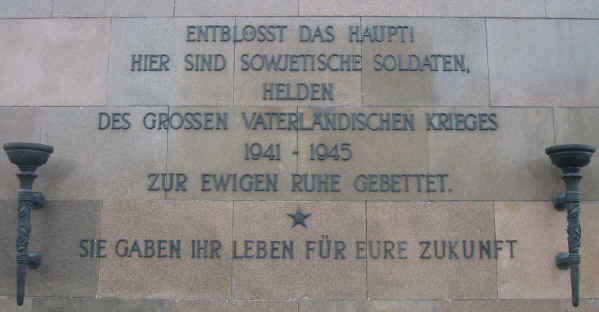 ENTBLÖSST DAS HAUPT!
HIER SIND SOWJETISCHE SOLDATEN,
HELDEN
DES GROSSEN VATERLÄNDISCHEN KRIEGES
1941 - 1945
ZUR EWIGEN RUHE GEBETTET.
SIE GABEN IHR LEBEN FÜR EURE ZUKUNFT